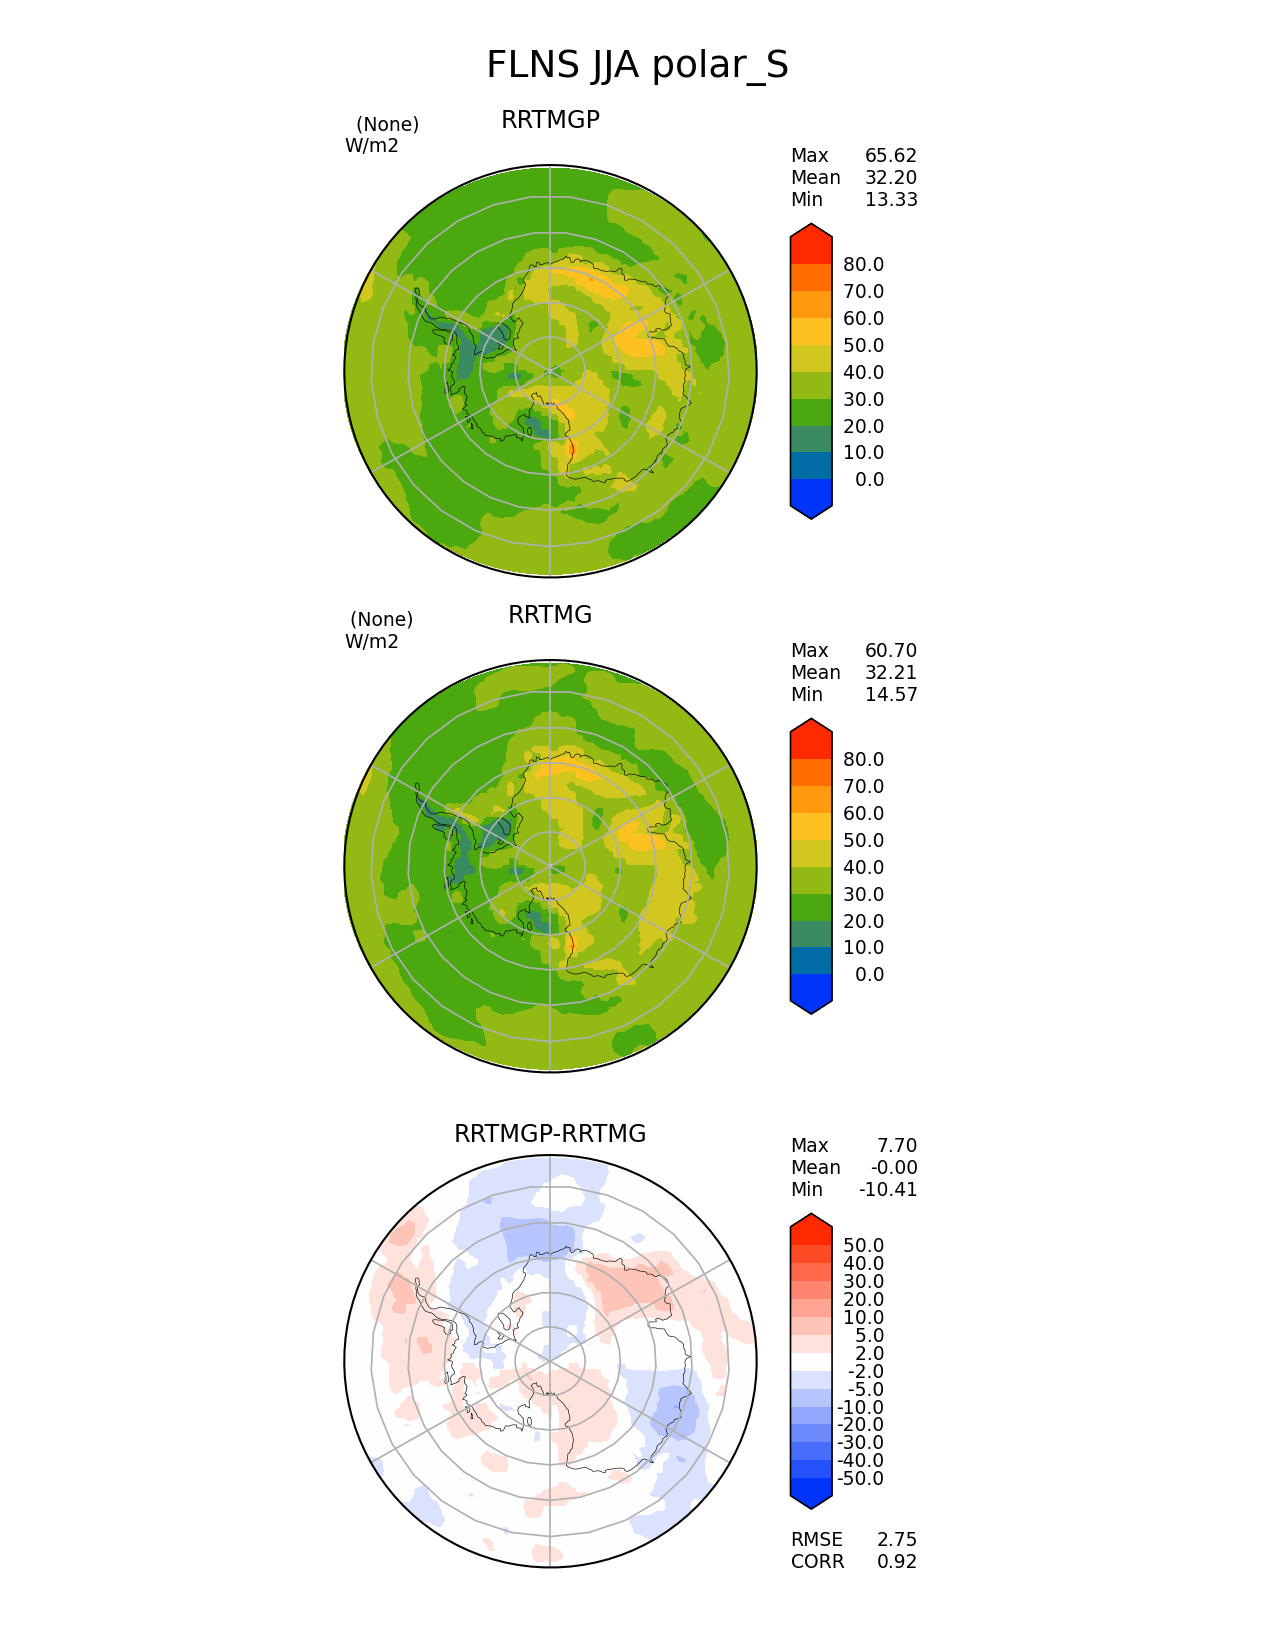 FLNS JJA polar_S
(None)
RRTMGP
W/m2
Max 65.62
Mean 32.20
Min 13.33
80.0
70.0
60.0
50.0
40.0
30.0
20.0
10.0
0.0
(None)
RRTMG
W/m2
Max 60.70
Mean 32.21
Min 14.57
80.0
70.0
60.0
50.0
40.0
30.0
20.0
10.0
0.0
RRTMGP-RRTMG
Max 7.70
Mean -0.00
Min -10.41
50.0
40.0
30.0
20.0
10.0
5.0
2.0
-2.0
-5.0
-10.0
-20.0
-30.0
-40.0
-50.0
RMSE 2.75
CORR 0.92